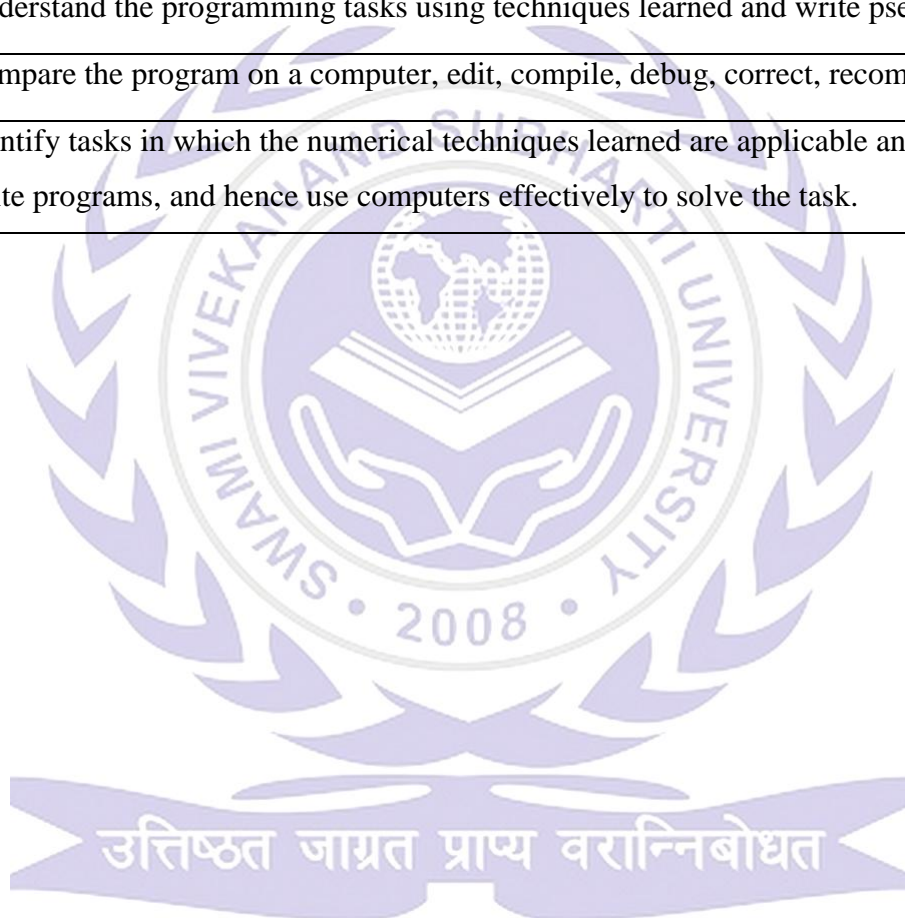 derstand the programming tasks using techniques learned and write pse
mpare the program on a computer, edit, compile, debug, correct, recom
ntify tasks in which the numerical techniques learned are applicable an
te programs, and hence use computers effectively to solve the task.
SWAMI VIVEKANAND SUBHARTI UNIVERSITY
• 2008 •
उत्तिष्ठत जाग्रत प्राप्य वरान्निबोधत